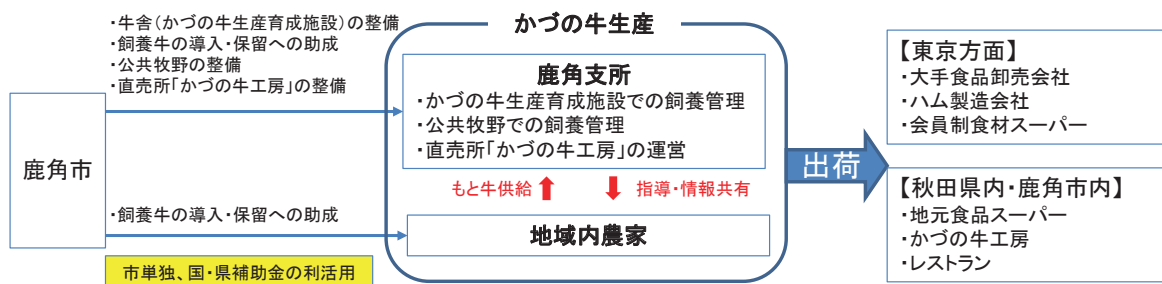 鹿角市
・牛舎(かづの牛生産育成施設)の整備
・飼養牛の導入・保留への助成
・公共牧野の整備
・直売所「かづの牛工房」の整備
・飼養牛の導入・保留への助成
市単独、国・県補助金の利活用
かづの牛生産
鹿角支所
・かづの牛生産育成施設での飼養管理
・公共牧野での飼養管理
・直売所「かづの牛工房」の運営
もと牛供給
指導・情報共有
地域内農家
出荷
【東京方面】
・大手食品卸売会社
・ハム製造会社
・会員制食材スーパー
【秋田県内・鹿角市内】
・地元食品スーパー
・かづの牛工房
・レストラン